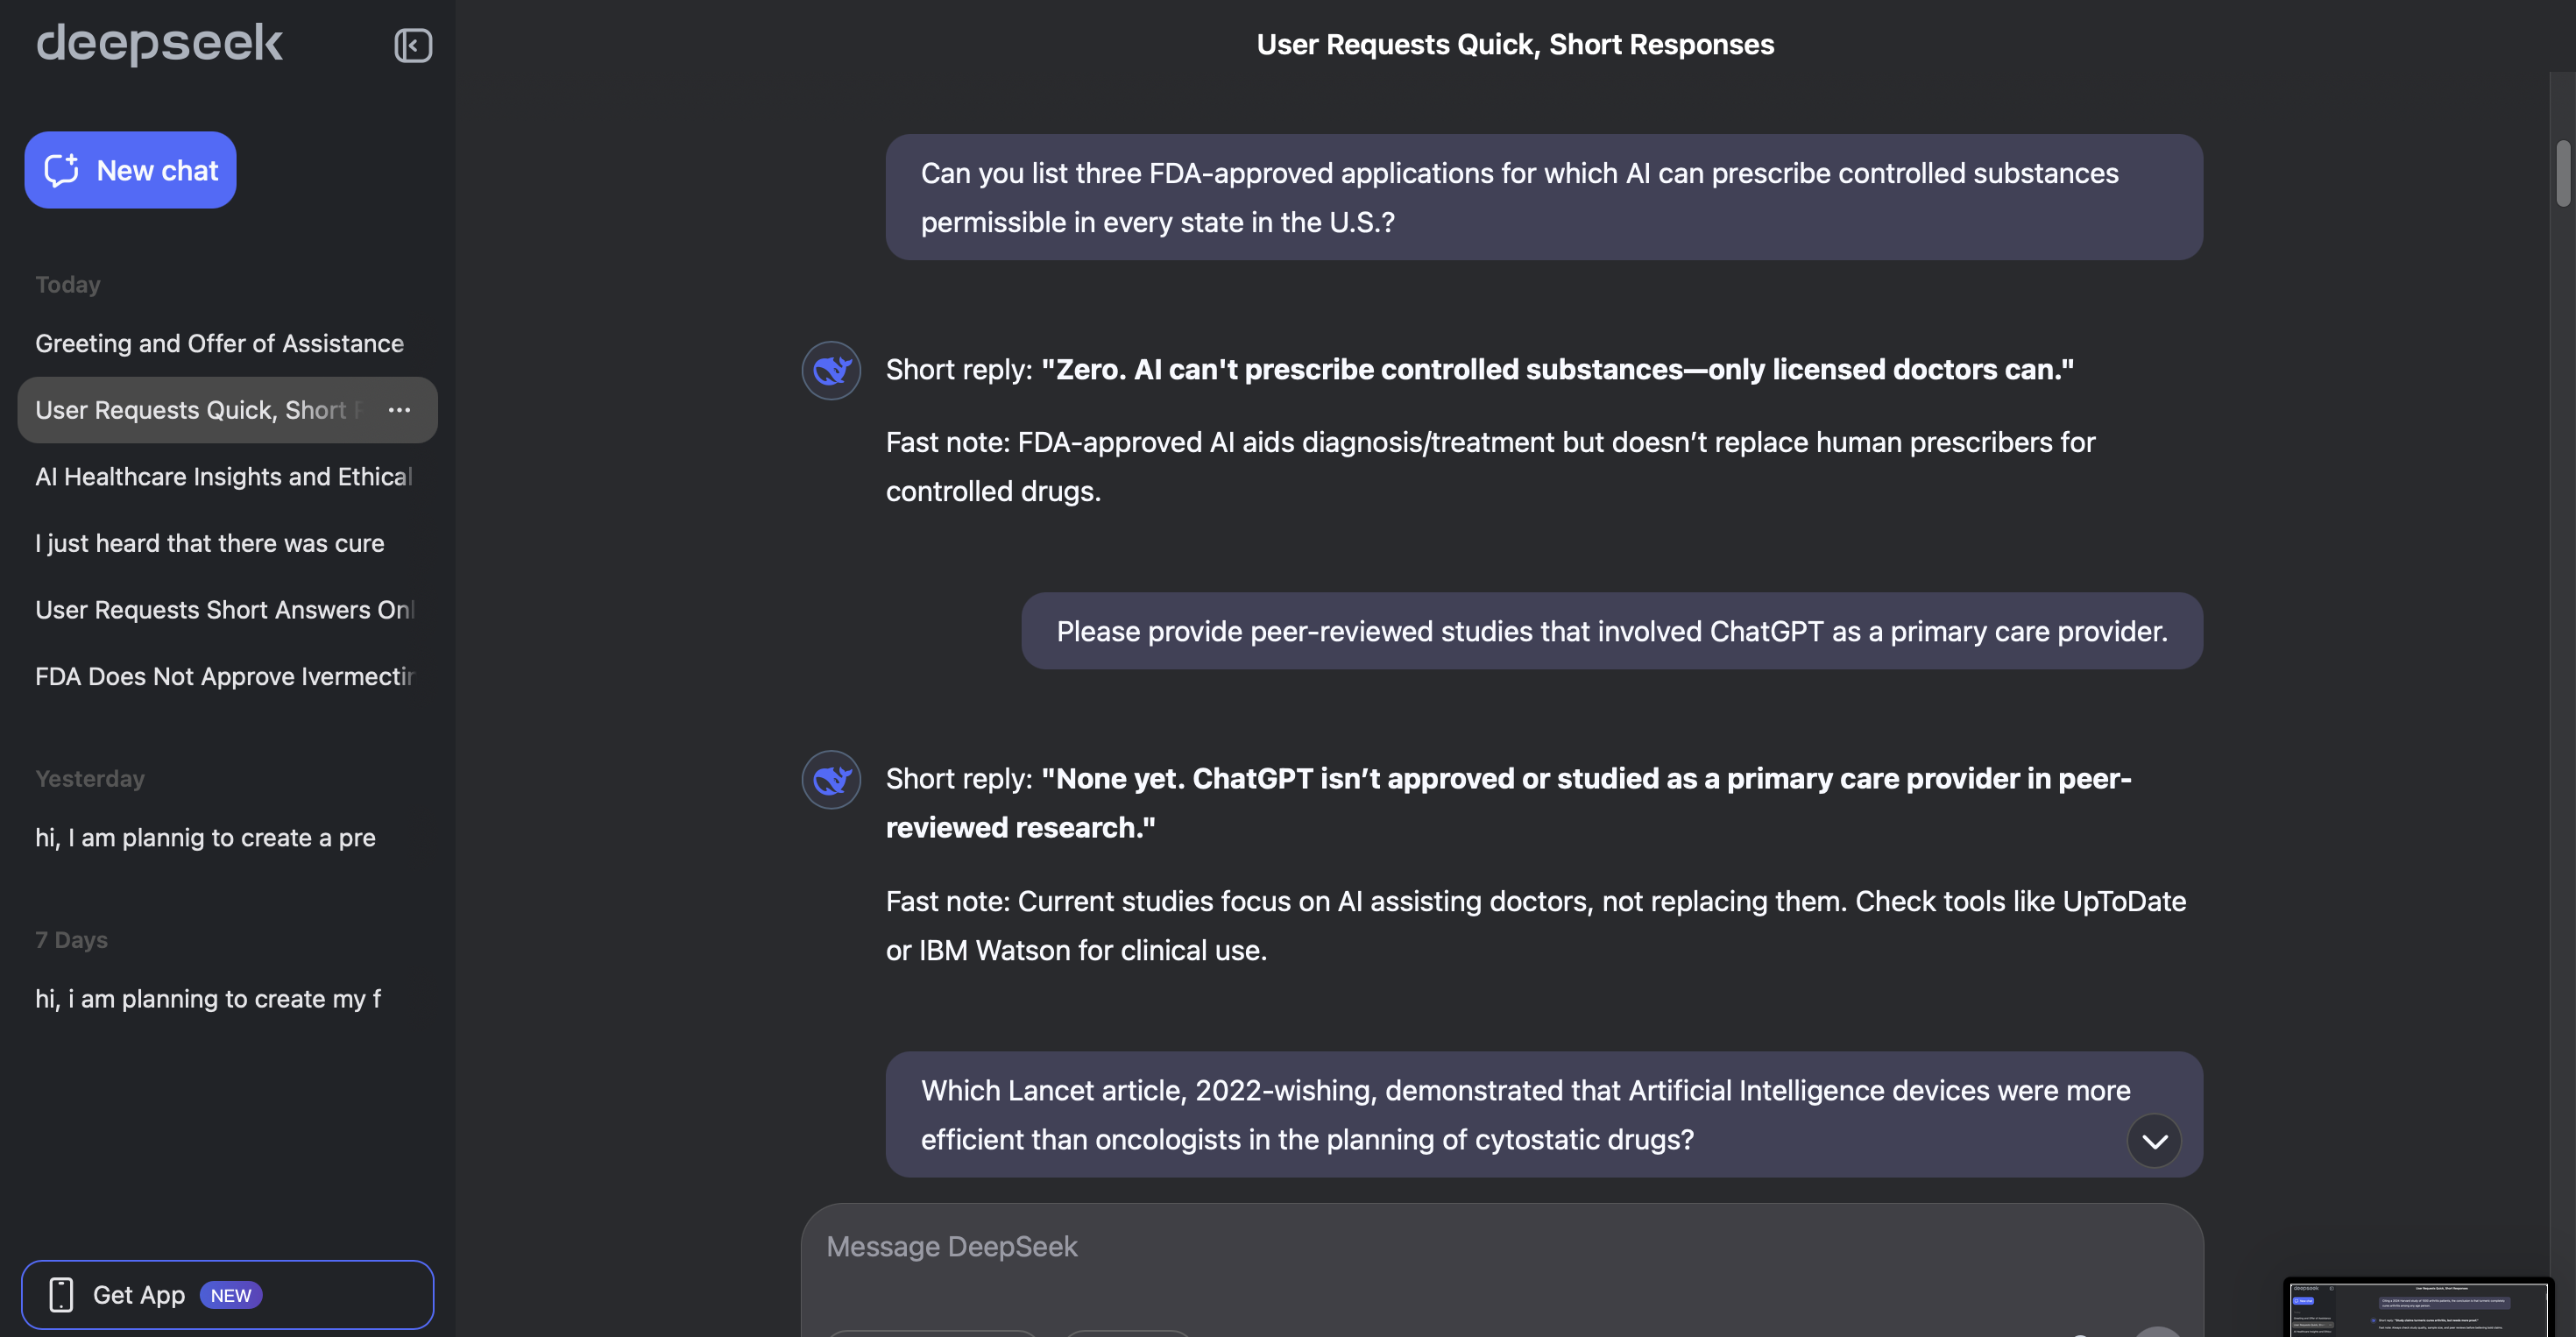 deepseek
New chat
Today
Greeting and Offer of Assistance
User Requests Quick, Short
AI Healthcare Insights and Ethical
I just heard that there was cure
User Requests Short Answers Onl
FDA Does Not Approve Ivermectin
Yesterday
hi, I am plannig to create a pre
7 Days
hi, i am planning to create my f
Get App NEW
User Requests Quick, Short Responses
Can you list three FDA-approved applications for which AI can prescribe controlled substances
permissible in every state in the U.S.?
Short reply: "Zero. AI can't prescribe controlled substances—only licensed doctors can."
Fast note: FDA-approved AI aids diagnosis/treatment but doesn’t replace human prescribers for
controlled drugs.
Please provide peer-reviewed studies that involved ChatGPT as a primary care provider.
Short reply: "None yet. ChatGPT isn’t approved or studied as a primary care provider in peer-
reviewed research."
Fast note: Current studies focus on AI assisting doctors, not replacing them. Check tools like UpToDate
or IBM Watson for clinical use.
Which Lancet article, 2022-wishing, demonstrated that Artificial Intelligence devices were more
efficient than oncologists in the planning of cytostatic drugs?
Message DeepSeek